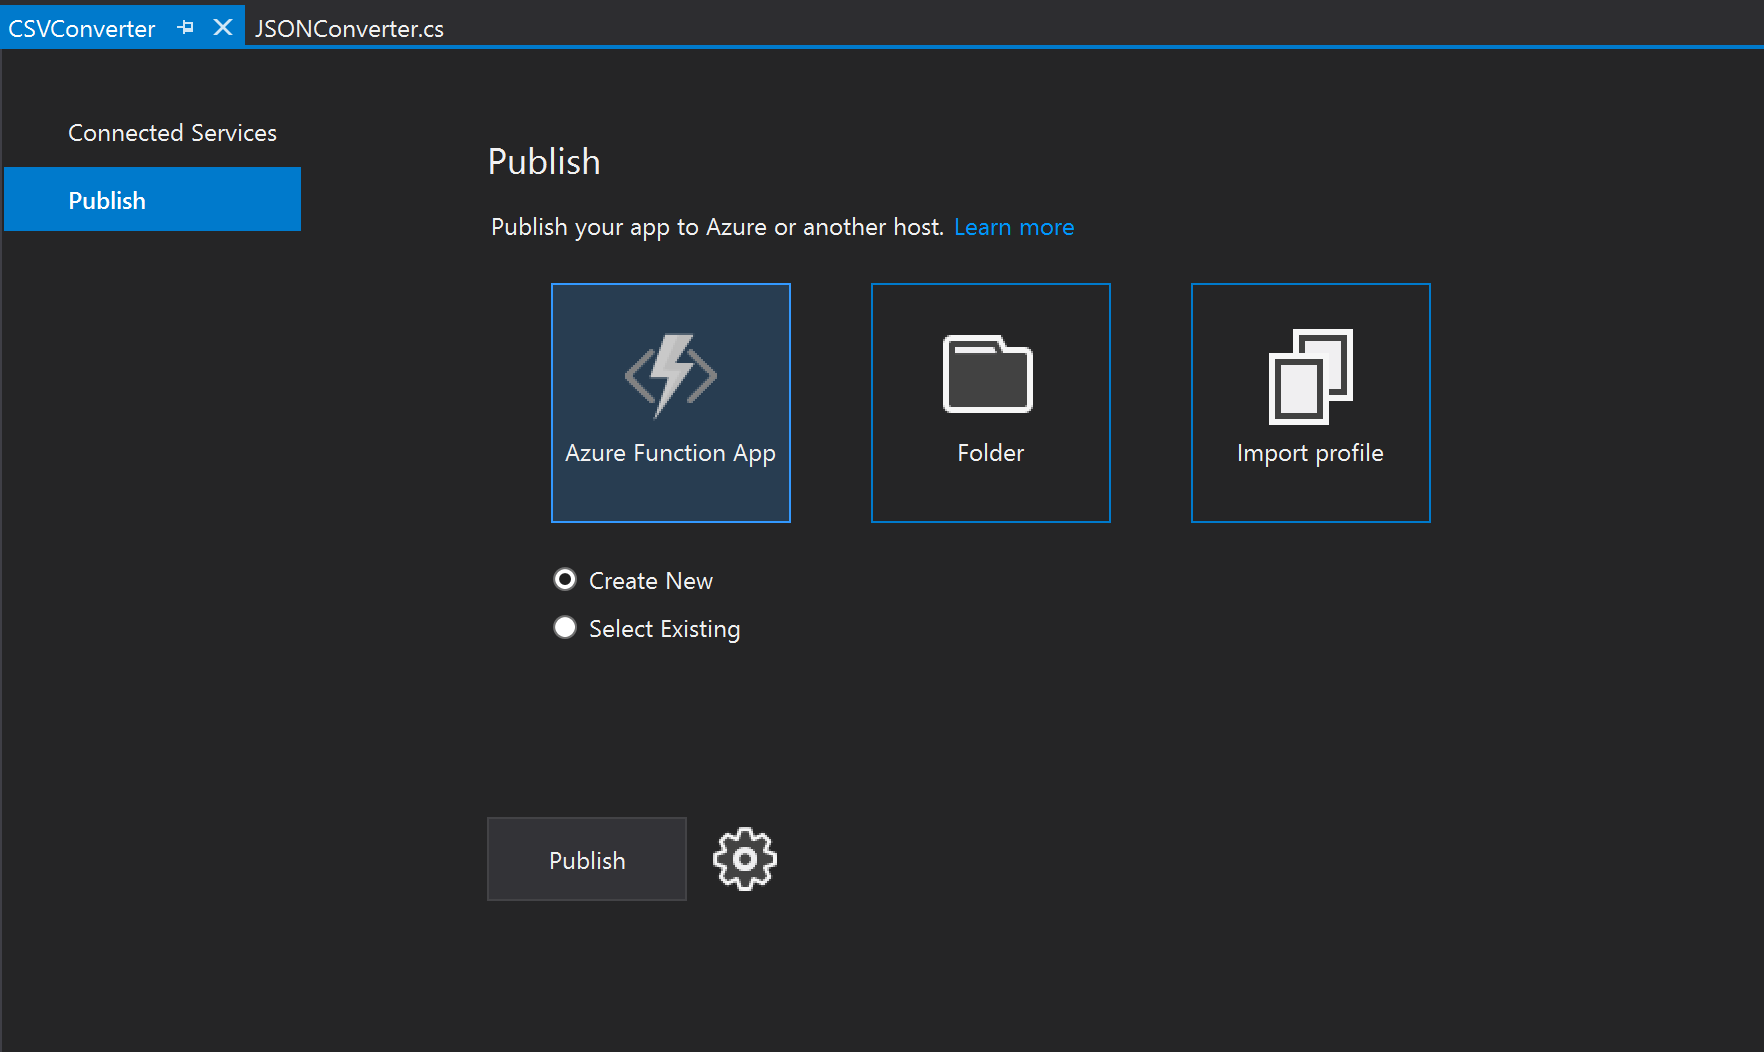 CSVConverter JSONConverter.cs
Connected Services
Publish
Publish
Publish your app to Azure or another host. Learn more
Azure Function App
Folder
Import profile
Create New
Select Existing
Publish